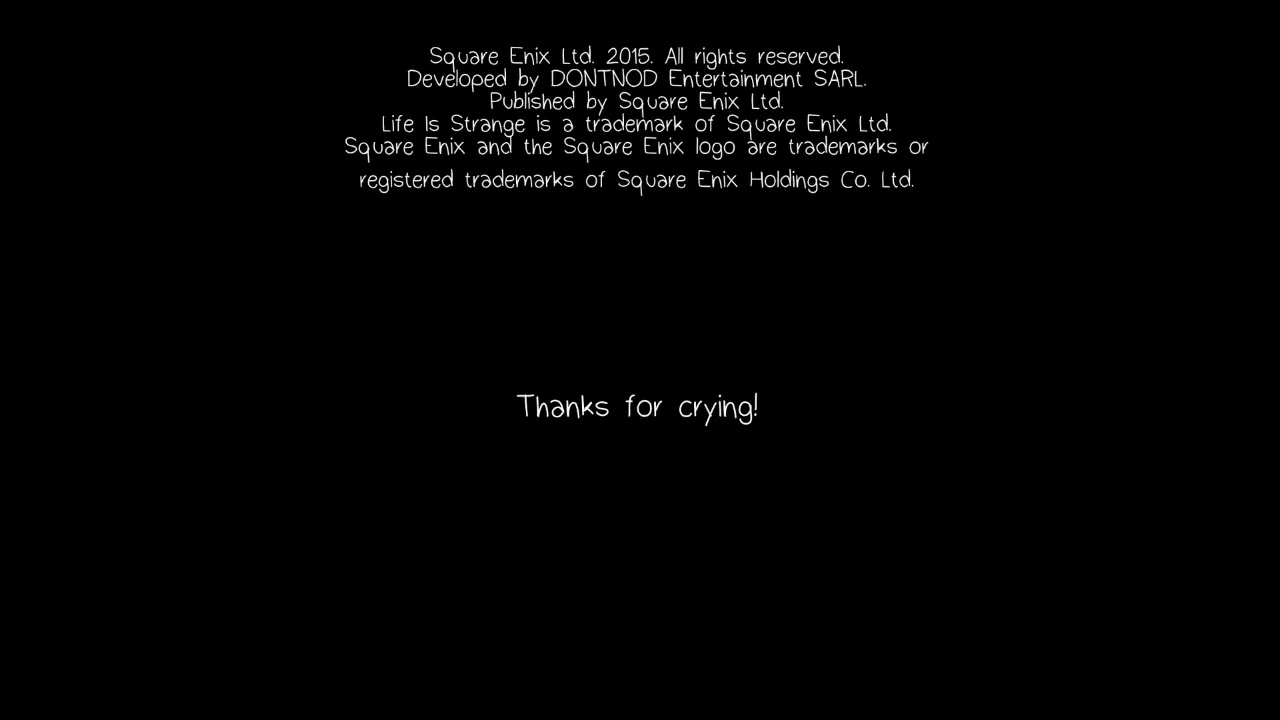 Square Enix Ltd. 2015. All rights reserved.
Developed by DONTNOD Entertainment SARL.
Published by Square Enix Ltd.
Life Is Strange is a trademark of Square Enix Ltd.
Square Enix and the Square Enix logo are trademarks or
registered trademarks of Square Enix Holdings Co. Ltd.
Thanks for crying!